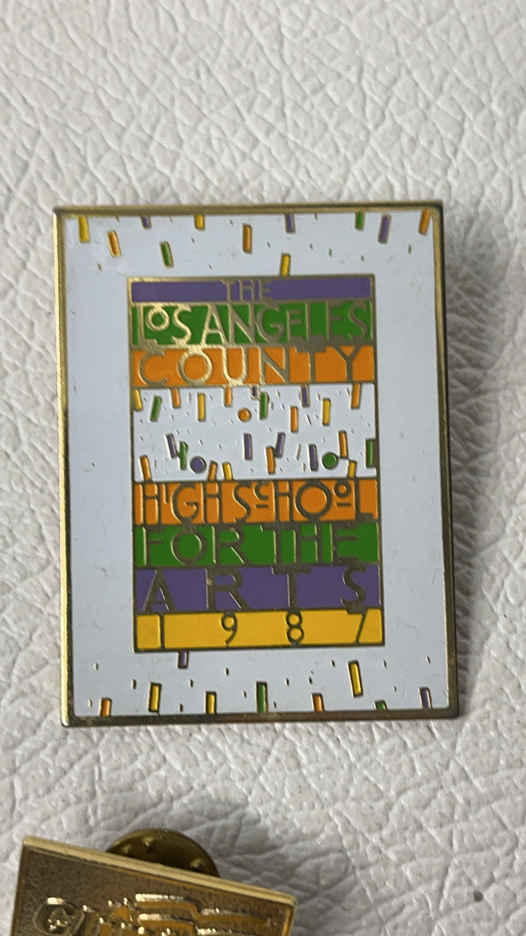 THE
LOS ANGELES
COUNTY
HIGH SCHOOL
FOR THE
ARTS
1987